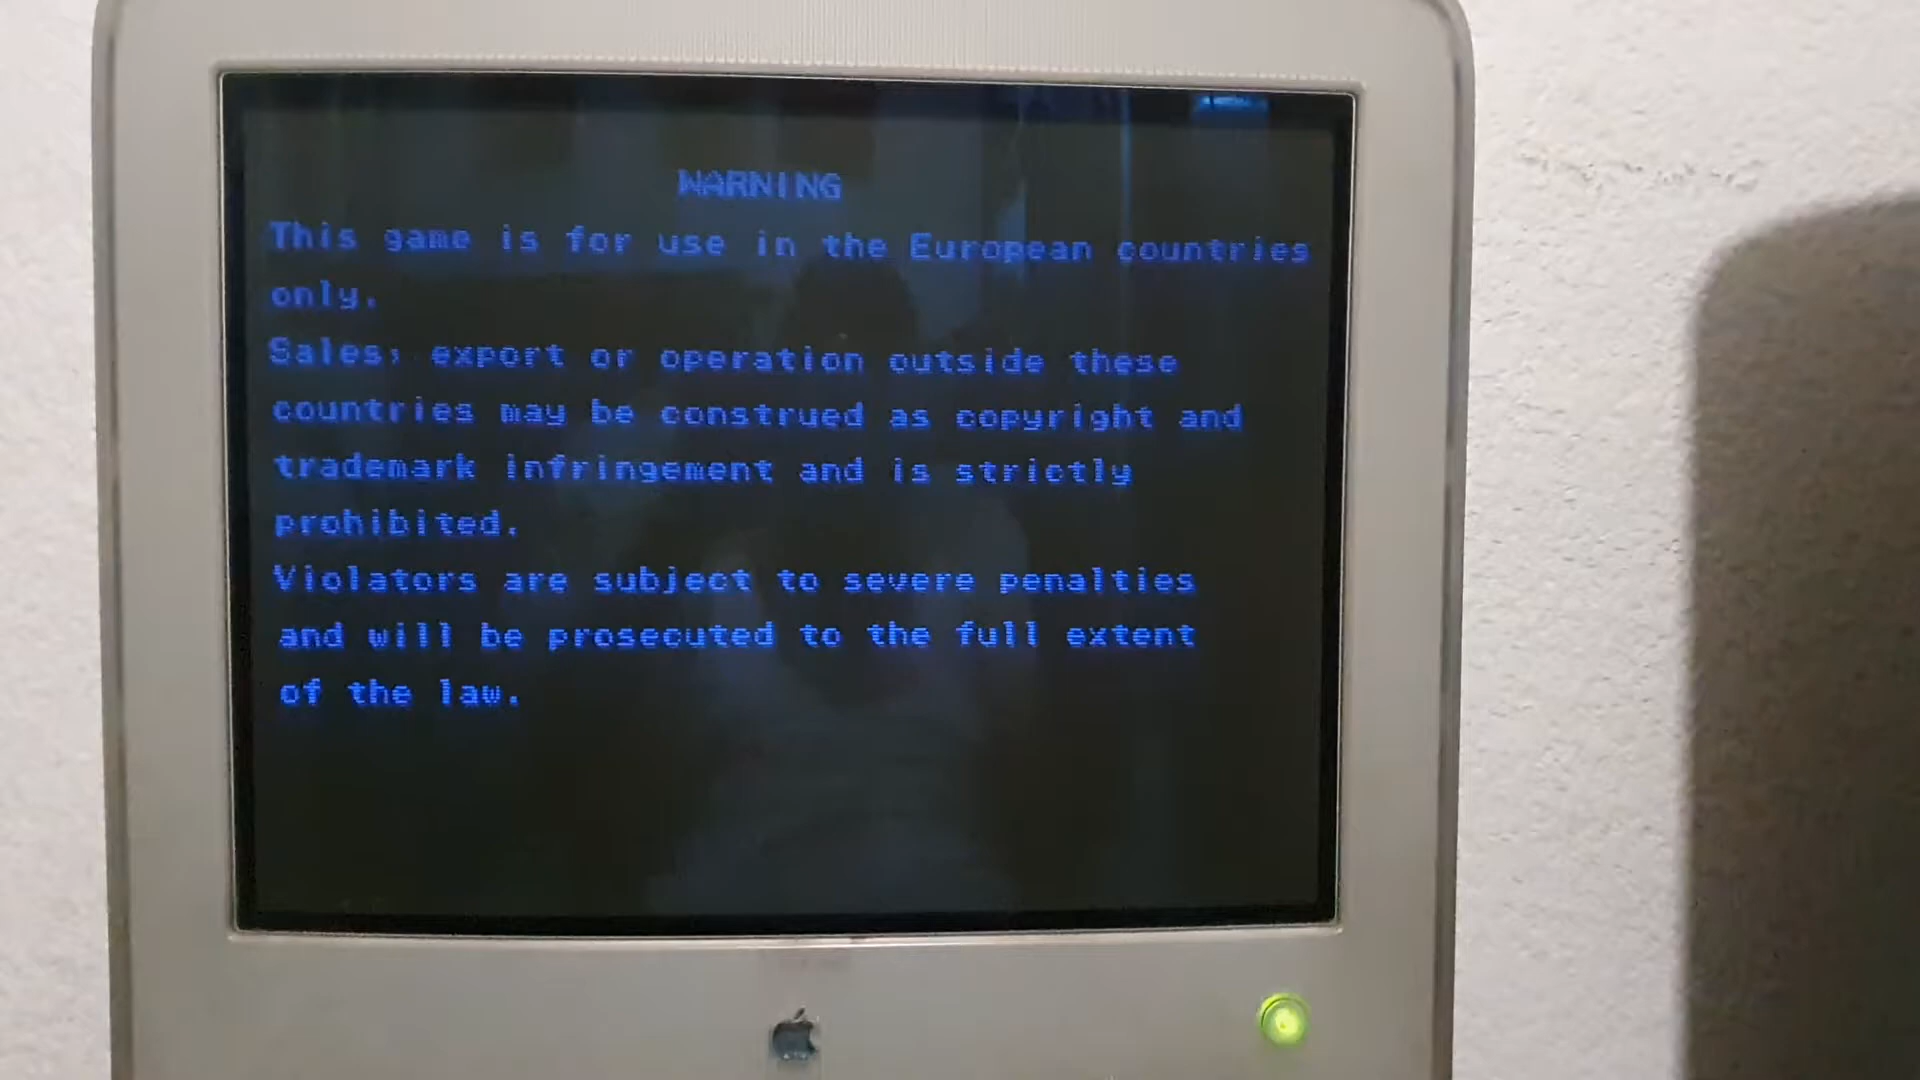 WARNING
This game is for use in the European countries
only.
Sales, export or operation outside these
countries may be construed as copyright and
trademark infringement and is strictly
prohibited.
Violators are subject to severe penalties
and will be prosecuted to the full extent
of the law.